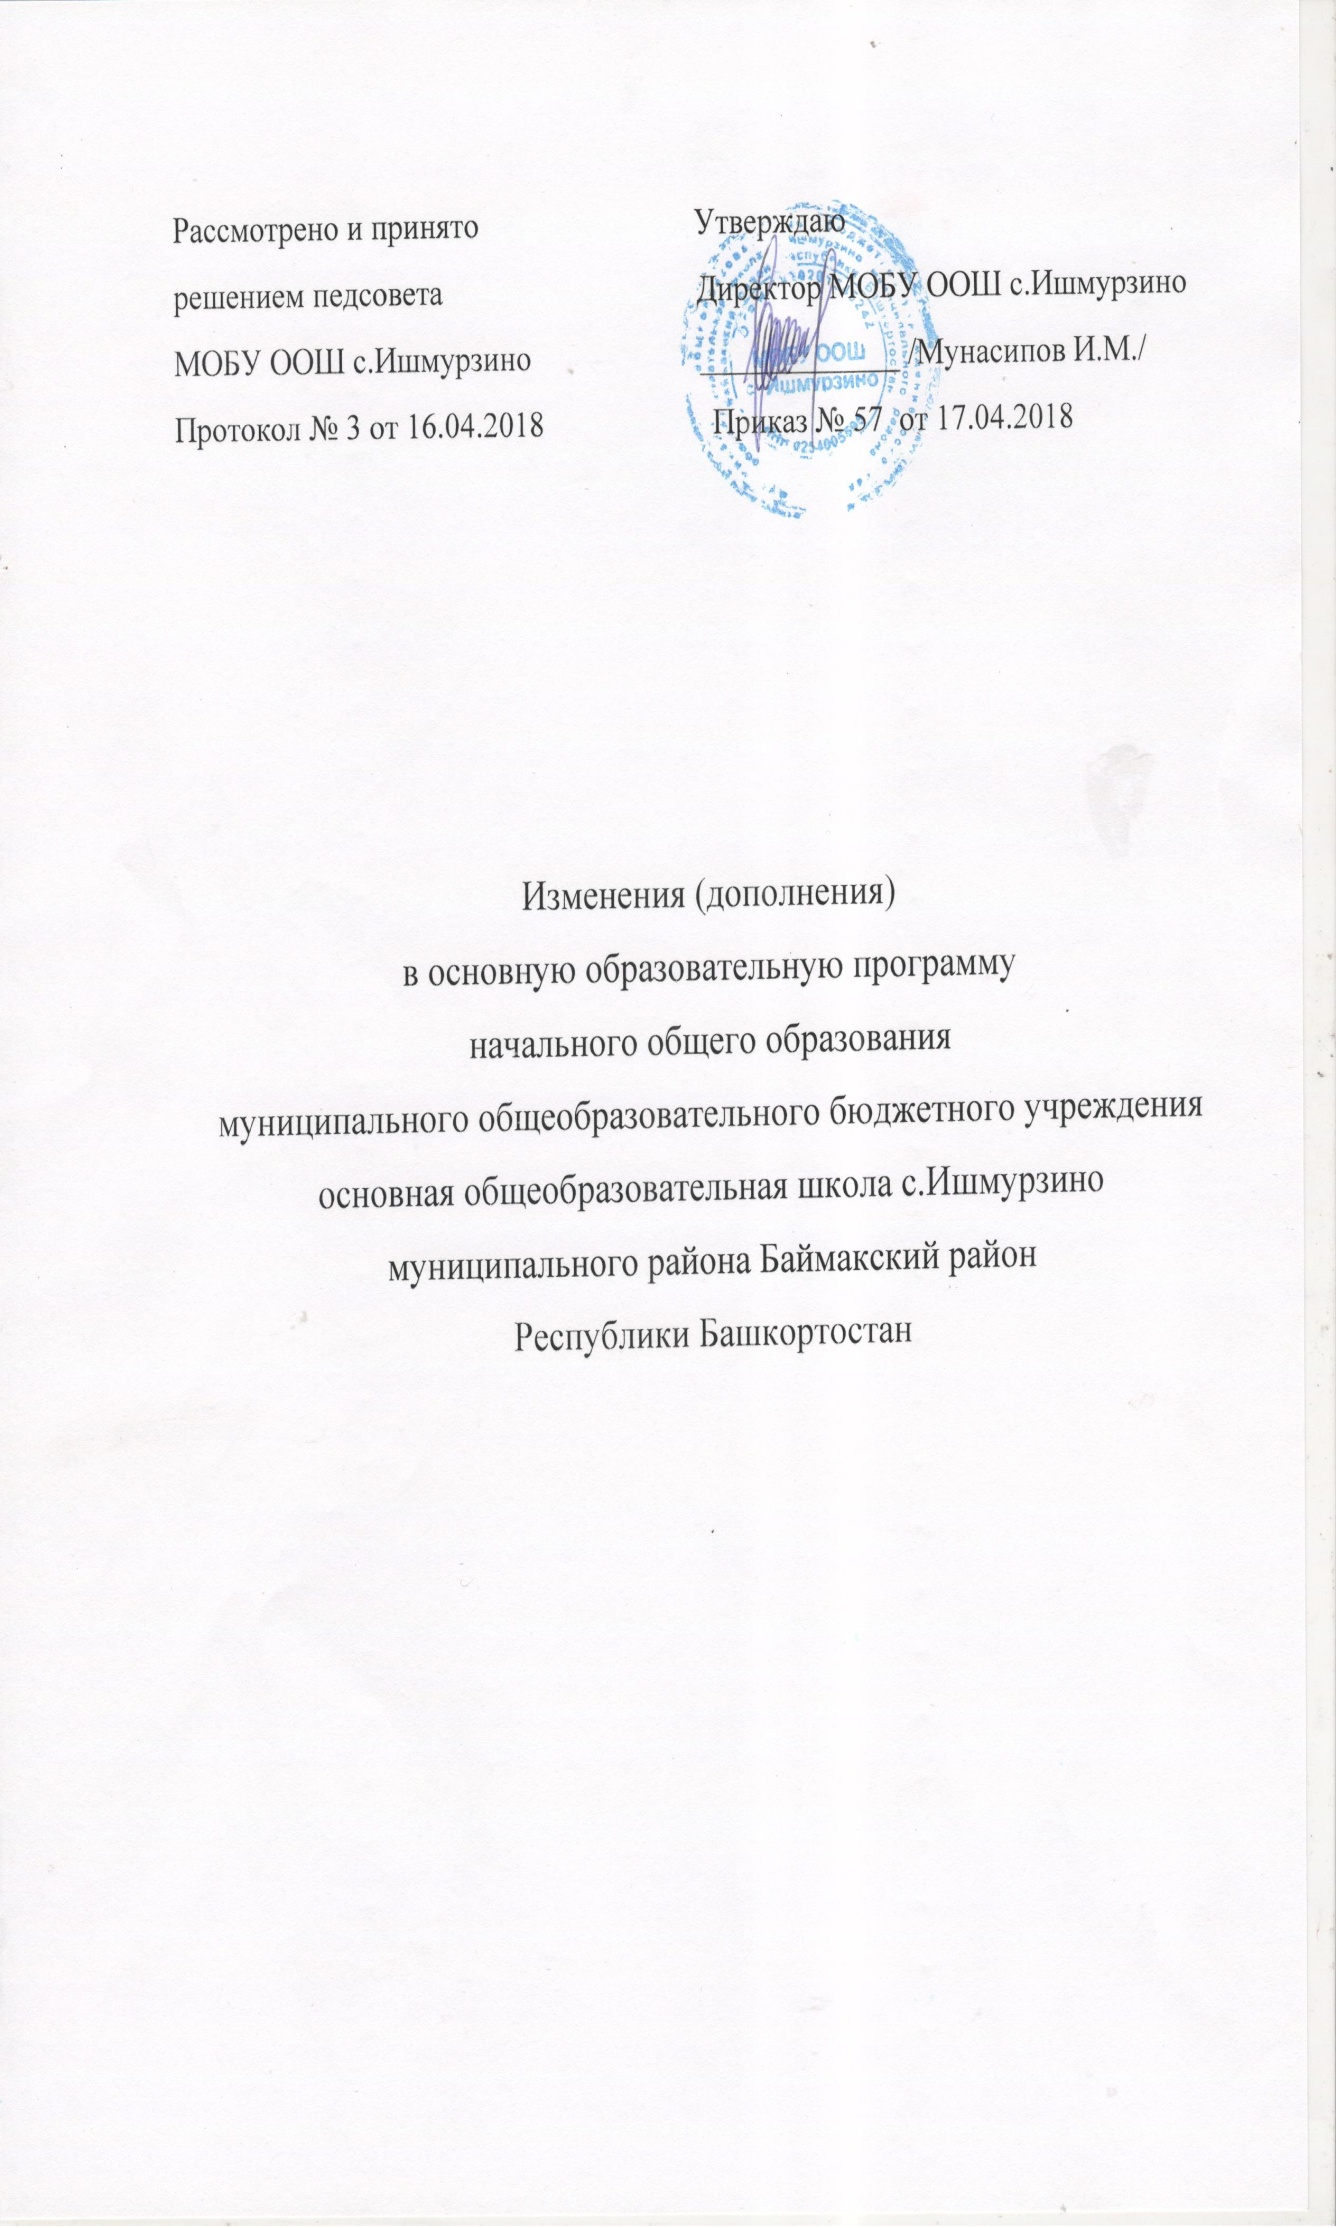 Рассмотрено и принято
решением педсовета
МОБУ ООШ с.Ишмурзино
Протокол № 3 от 16.04.2018
Утверждаю
Директор МОБУ ООШ с.Ишмурзино
/Мунасипов И.М./
Приказ № 57 от 17.04.2018
ООШ
с.Ишмурзино
Изменения (дополнения)
в основную образовательную программу
начального общего образования
муниципального общеобразовательного бюджетного учреждения
основная общеобразовательная школа с.Ишмурзино
муниципального района Баймакский район
Республики Башкортостан